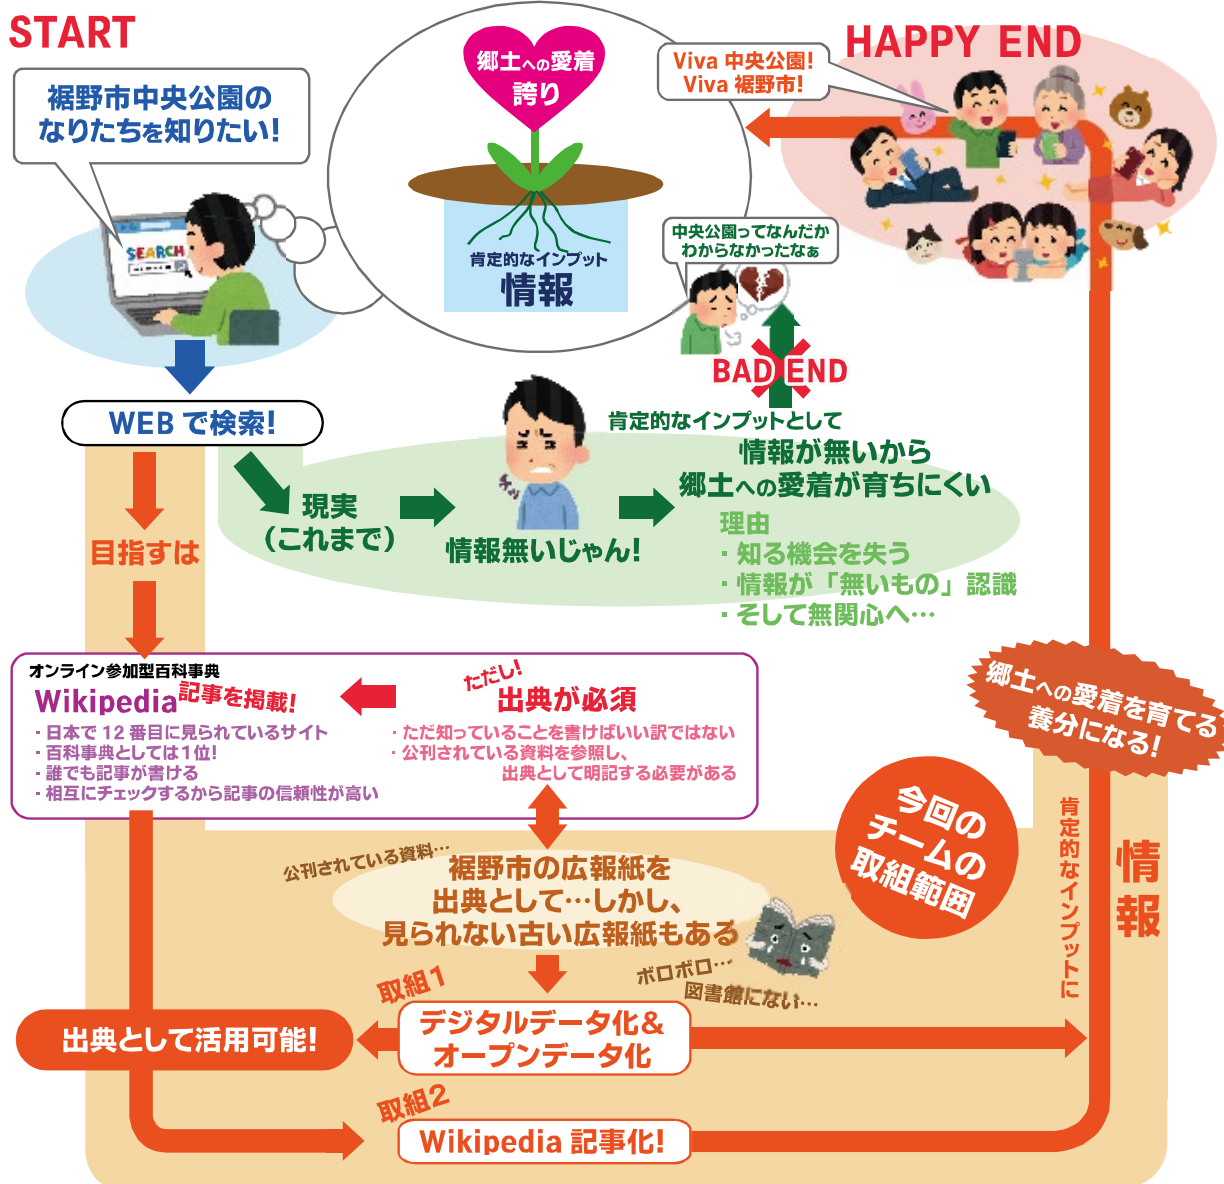 START
裾野市中央公園の
なりたちを知りたい!
SEARCH
郷土への愛着
誇り
肯定的なインプット
情報
HAPPY END
Viva 中央公園!
Viva 裾野市!
中央公園ってなんだか
わからなかったなぁ
BAD END
WEB で検索!
現実
(これまで)
チッ
情報無いじゃん!
肯定的なインプットとして
情報が無いから
郷土への愛着が育ちにくい
理由
・知る機会を失う
・情報が「無いもの」認識
・そして無関心へ…
目指すは
オンライン参加型百科事典
Wikipedia記事を掲載!
・日本で 12 番目に見られているサイト
・百科事典としては1位!
・誰でも記事が書ける
・相互にチェックするから記事の信頼性が高い
ただし!
出典が必須
・ただ知っていることを書けばいい訳ではない
・公刊されている資料を参照し、
出典として明記する必要がある
郷土への愛着を育てる
養分になる!
今回の
チームの
取組範囲
肯定的なインプットに
情報
公刊されている資料…
裾野市の広報紙を
出典として…しかし、
見られない古い広報紙もある
ボロボロ…
図書館にない…
取組1
デジタルデータ化&
オープンデータ化
出典として活用可能!
取組2
Wikipedia 記事化!